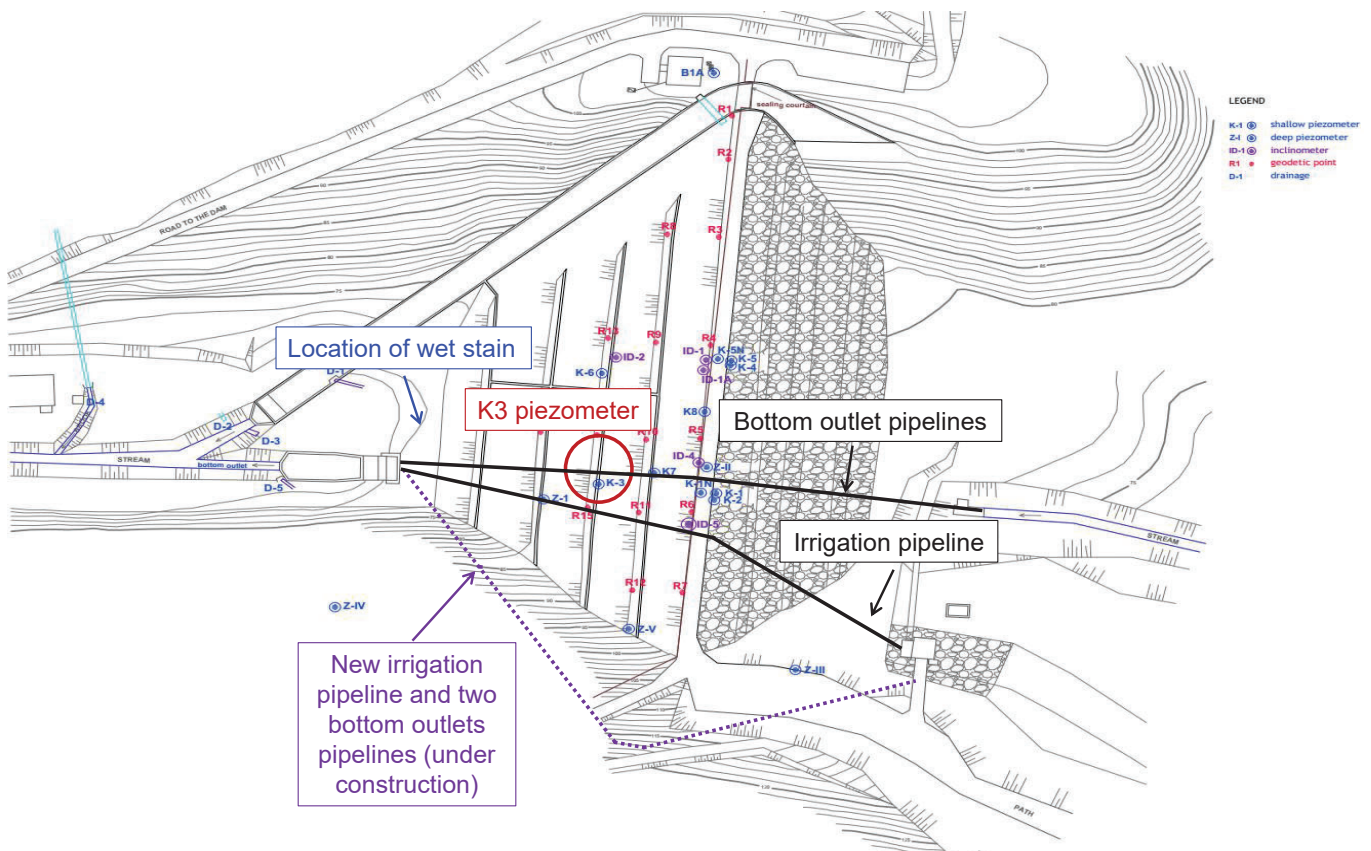 B1A
sealing courtain
R1
R2
LEGEND
K-1 shallow piezometer
Z-I deep piezometer
ID-1 inclinometer
R1 geodetic point
D-1 drainage
ROAD TO THE DAM
R8
R3
Location of wet stain
R13
R9
R4
ID-2
ID-1
K-5N
K-5
K-4
K-6
ID-1A
D-1
D-4
K3 piezometer
K8
Bottom outlet pipelines
D-2
D-3
R10
R5
STREAM
bottom outlet
ID-4
Z-II
K7
D-5
K-3
K-1N
K-1
K-2
Z-1
R15
R11
R6
ID-5
STREAM
Irrigation pipeline
R12
R7
Z-IV
Z-V
Z-III
New irrigation
pipeline and two
bottom outlets
pipelines (under
construction)
PATH